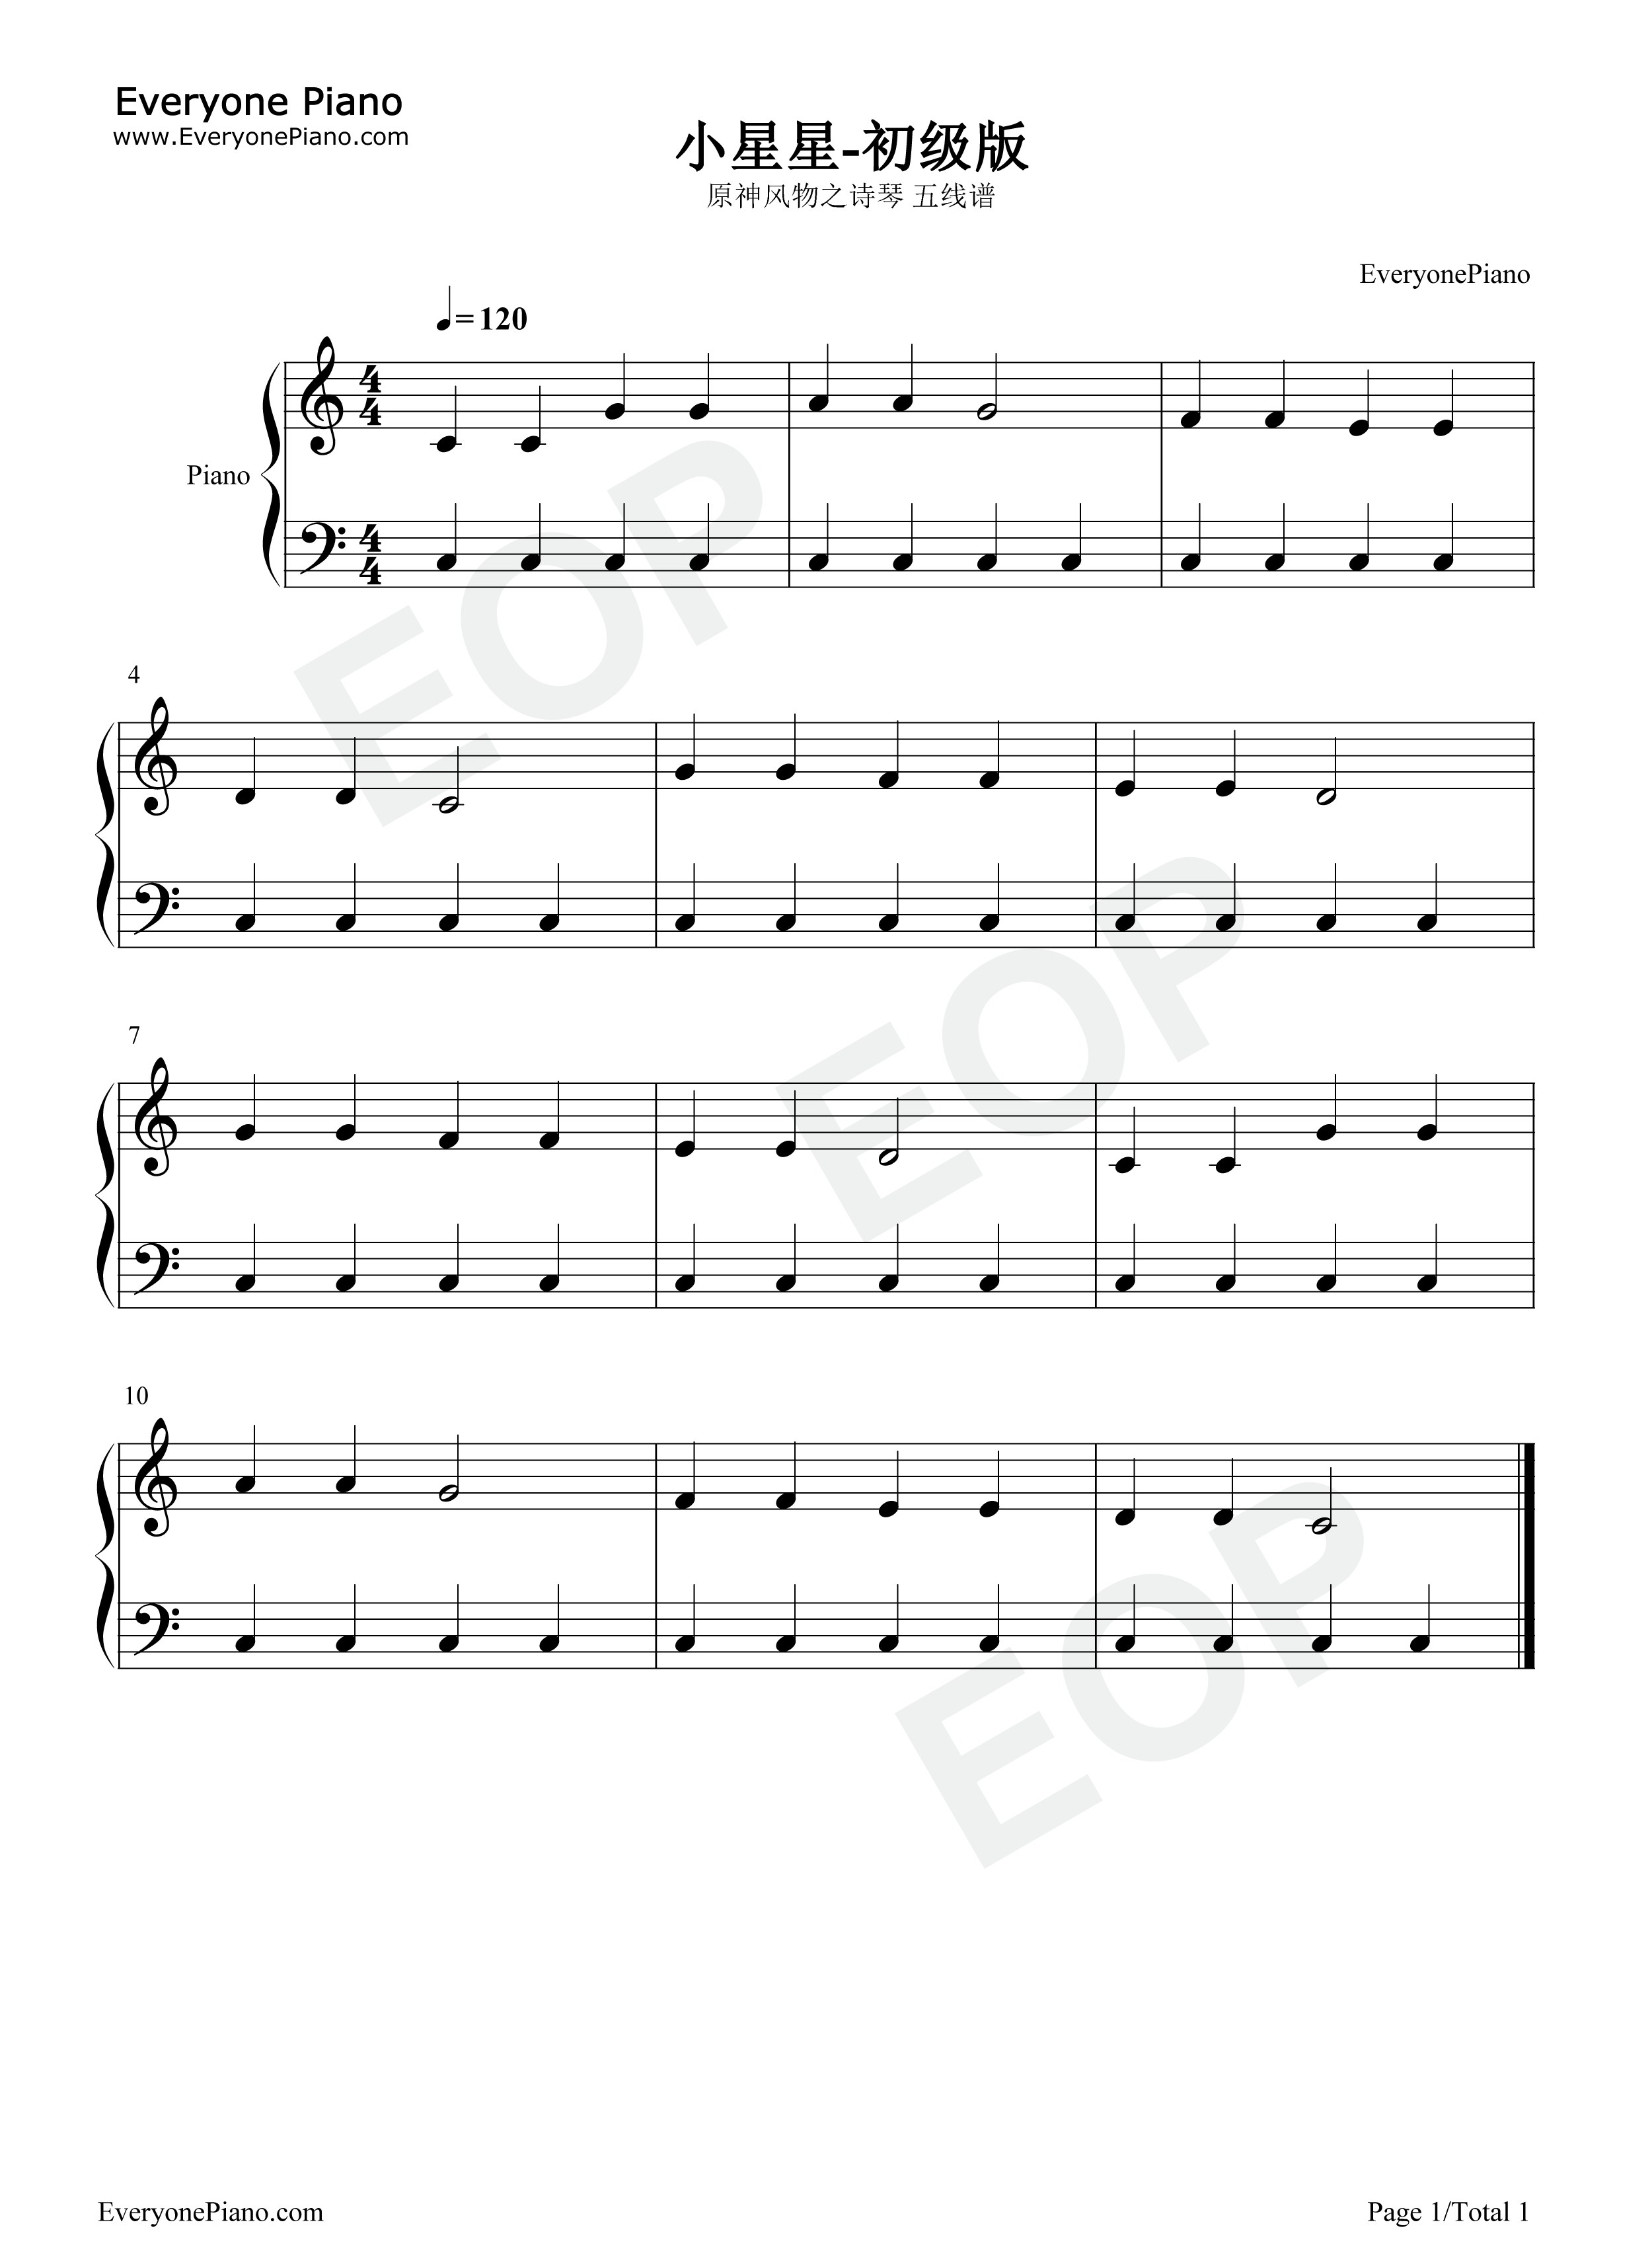 Everyone Piano
www.EveryonePiano.com
小星星-初级版
原神风物之诗琴 五线谱
EveryonePiano
=120
Piano
4
4
4
4
EOP
4
EOP
7
10
EOP
EveryonePiano.com
Page 1/Total 1